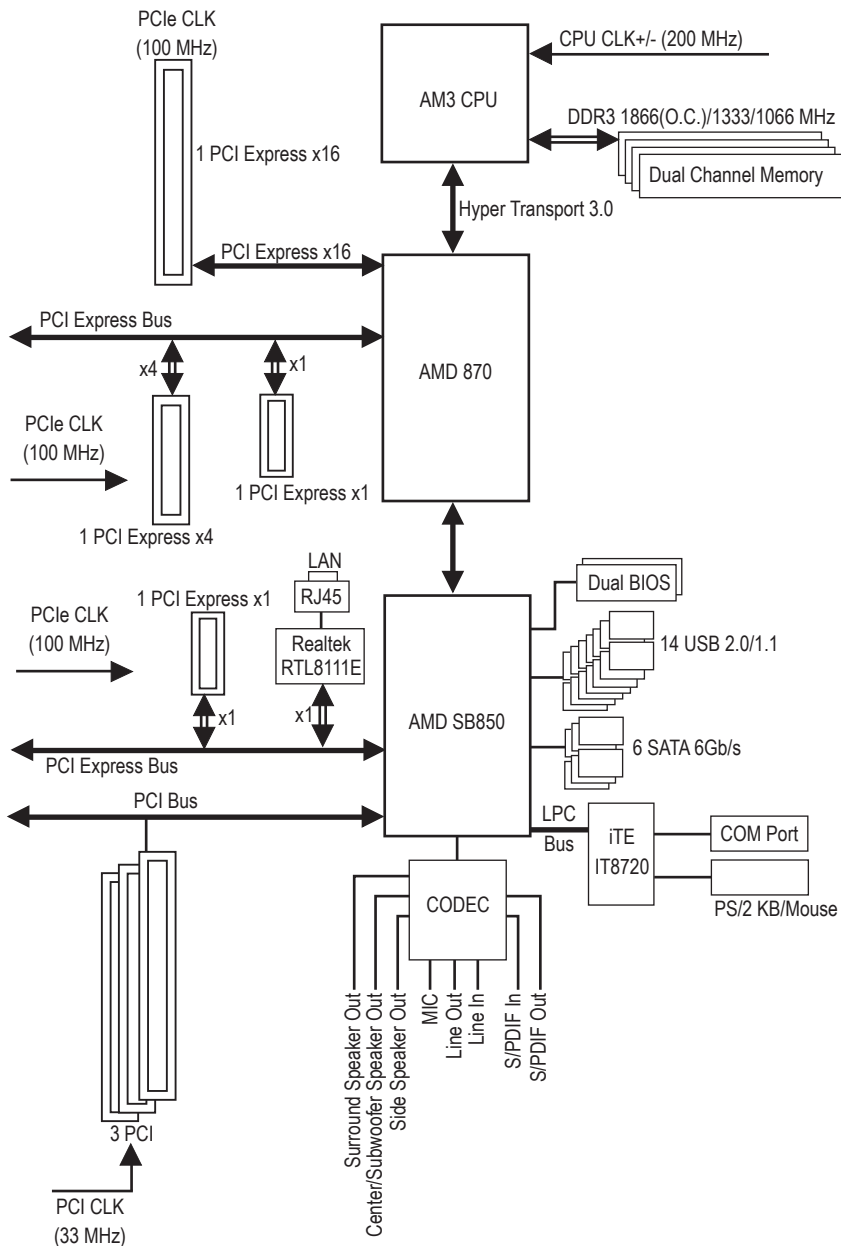 PCIe CLK
(100 MHz)
1 PCI Express x16
CPU CLK+/- (200 MHz)
AM3 CPU
DDR3 1866(O.C.)/1333/1066 MHz
Dual Channel Memory
Hyper Transport 3.0
PCI Express x16
PCI Express Bus
x4
x1
AMD 870
PCIe CLK
(100 MHz)
1 PCI Express x1
1 PCI Express x4
LAN
RJ45
1 PCI Express x1
PCIe CLK
(100 MHz)
Realtek
RTL8111E
x1
x1
PCI Express Bus
AMD SB850
Dual BIOS
14 USB 2.0/1.1
6 SATA 6Gb/s
PCI Bus
LPC
Bus
iTE
IT8720
COM Port
PS/2 KB/Mouse
CODEC
Surround Speaker Out
Center/Subwoofer Speaker Out
Side Speaker Out
MIC
Line Out
Line In
S/PDIF In
S/PDIF Out
3 PCI
PCI CLK
(33 MHz)